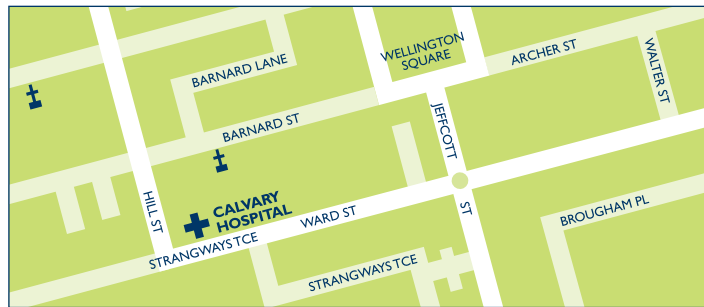 WELLINGTON
SQUARE
ARCHER ST
WALTER ST
BARNARD LANE
BARNARD ST
JEFFCOTT
ST
HILL ST
CALVARY
HOSPITAL
WARD ST
BROUGHAM PL
STRANGWAYS TCE
STRANGWAYS TCE